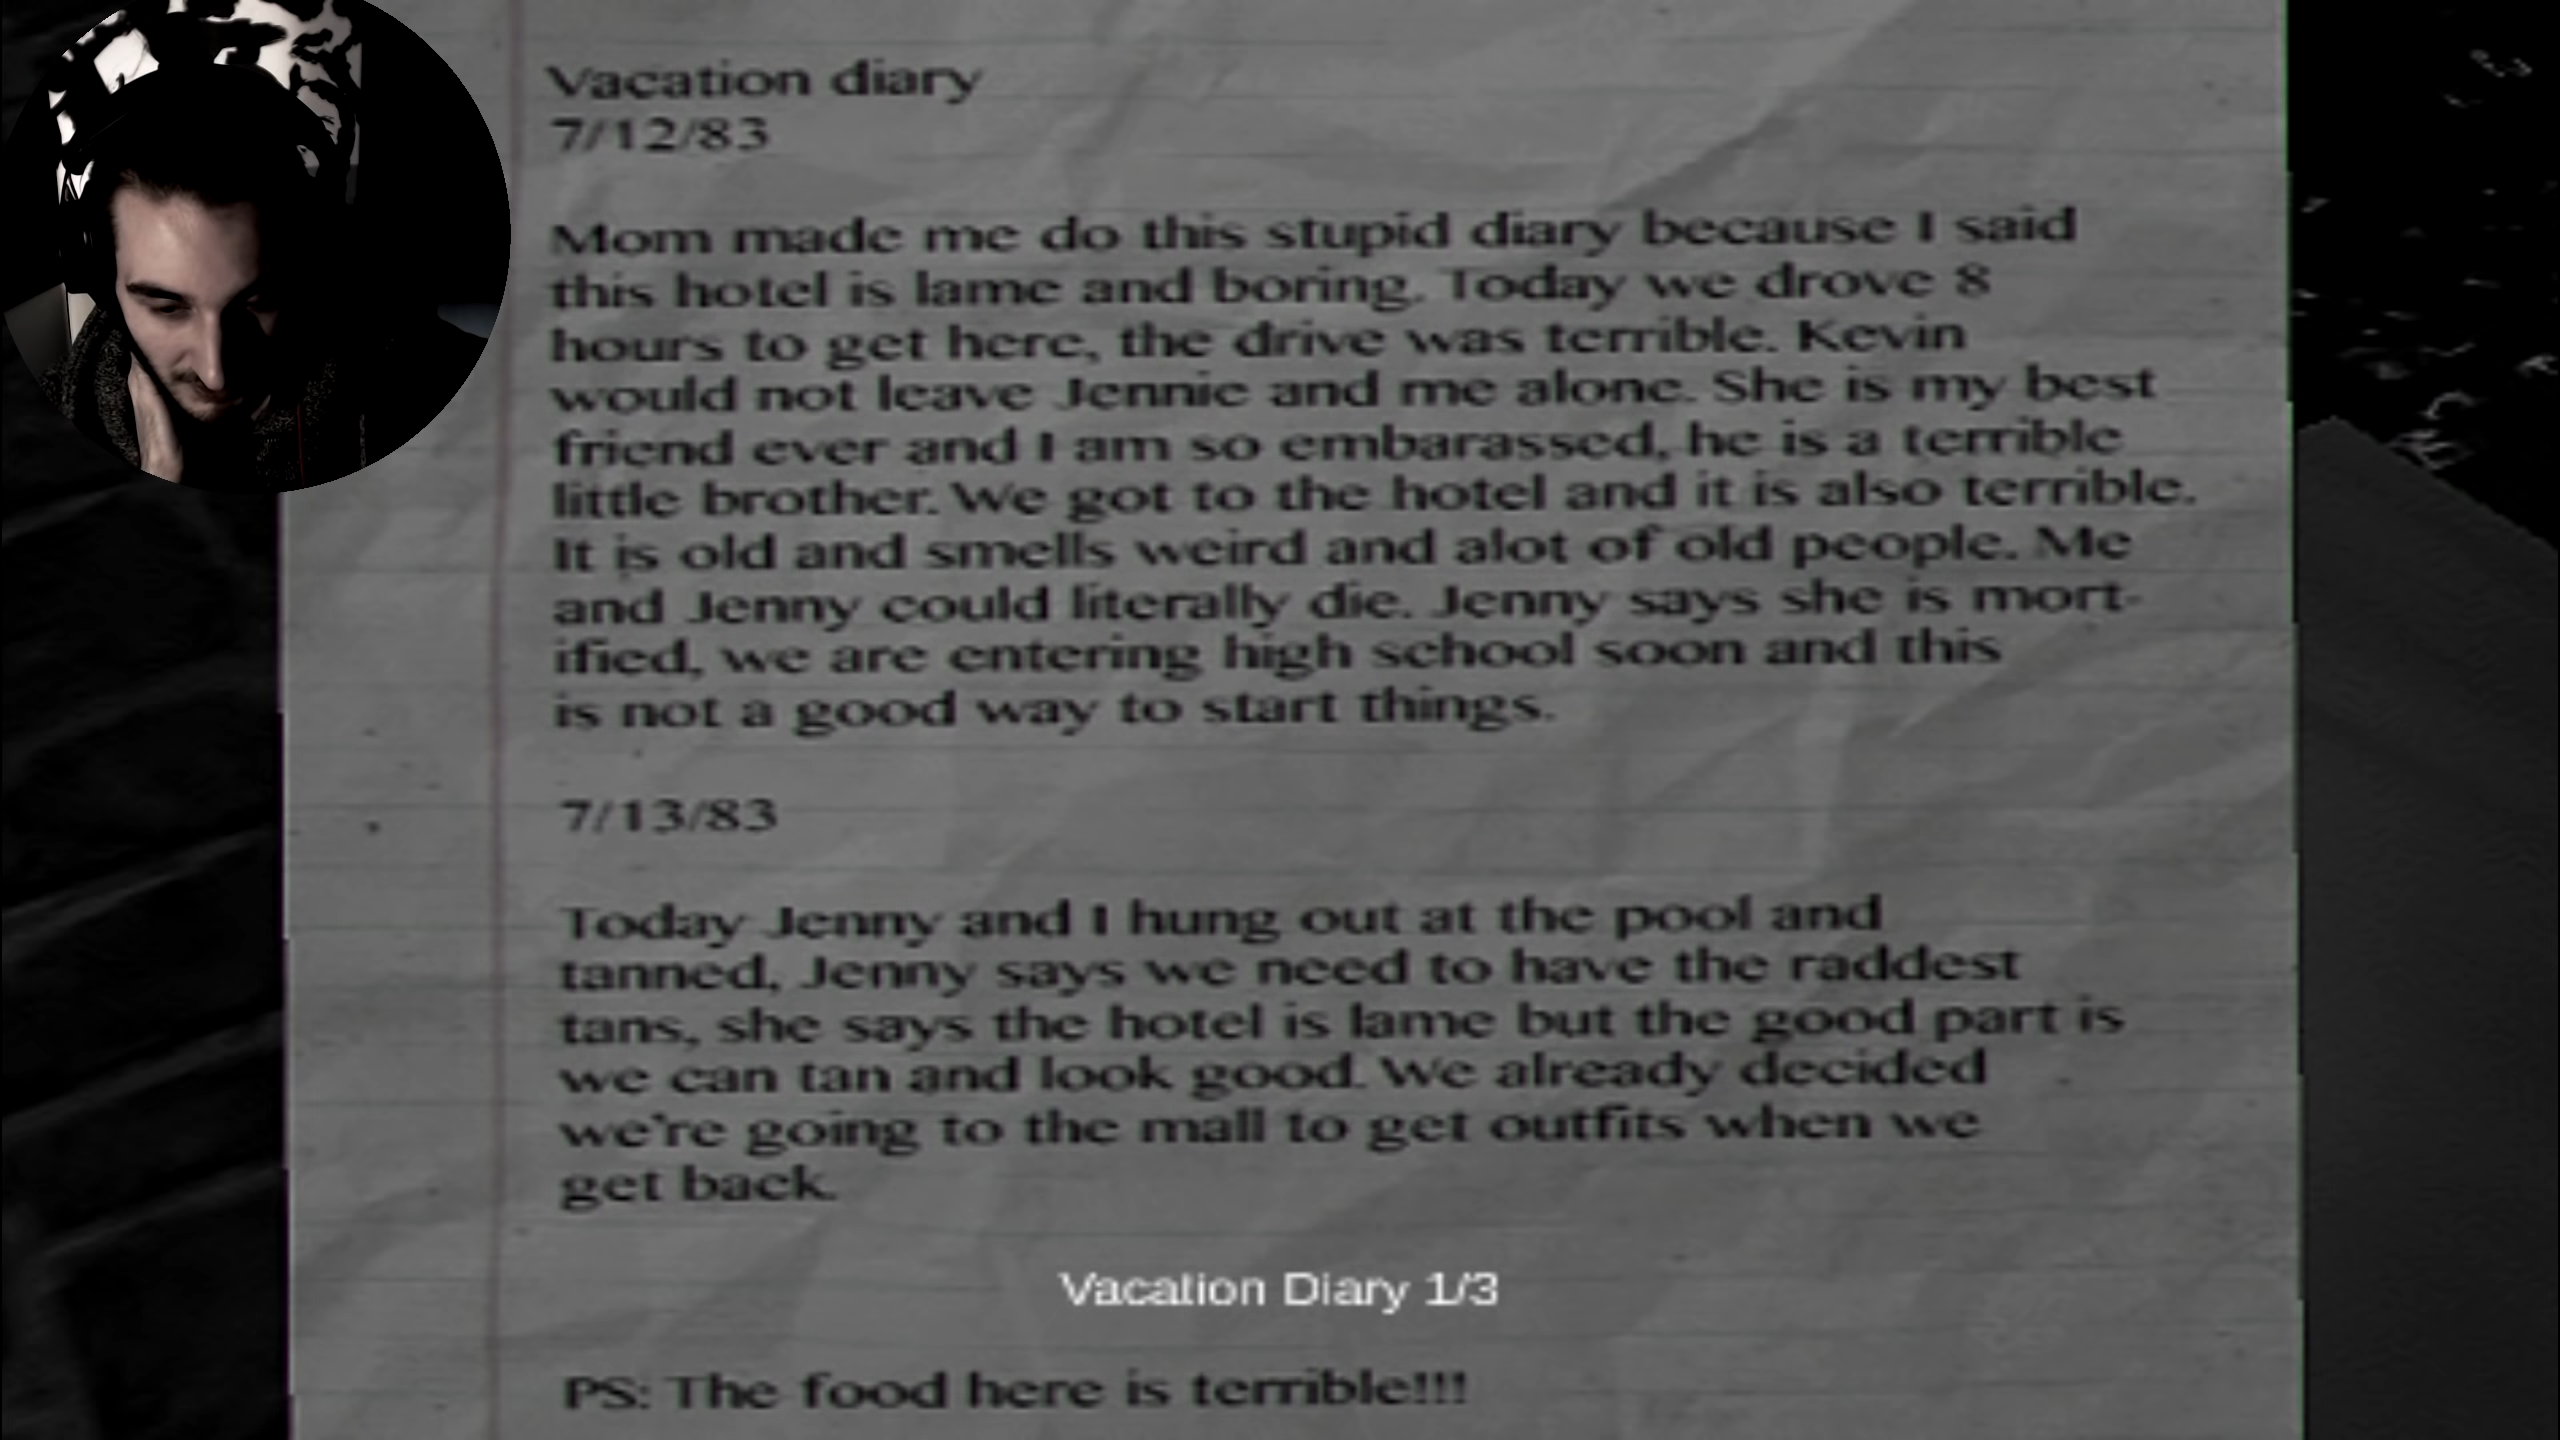 Vacation diary
7/12/83
Mom made me do this stupid diary because I said
this hotel is lame and boring. Today we drove 8
hours to get here, the drive was terrible. Kevin
would not leave Jennie and me alone. She is my best
friend ever and I am so embarassed, he is a terrible
little brother. We got to the hotel and it is also terrible.
It is old and smells weird and alot of old people. Me
and Jenny could literally die. Jenny says she is mort-
ified, we are entering high school soon and this
is not a good way to start things.
7/13/83
Today Jenny and I hung out at the pool and
tanned, Jenny says we need to have the raddest
tans, she says the hotel is lame but the good part is
we can tan and look good. We already decided
we're going to the mall to get outfits when we
get back.
Vacation Diary 1/3
PS: The food here is terrible!!!